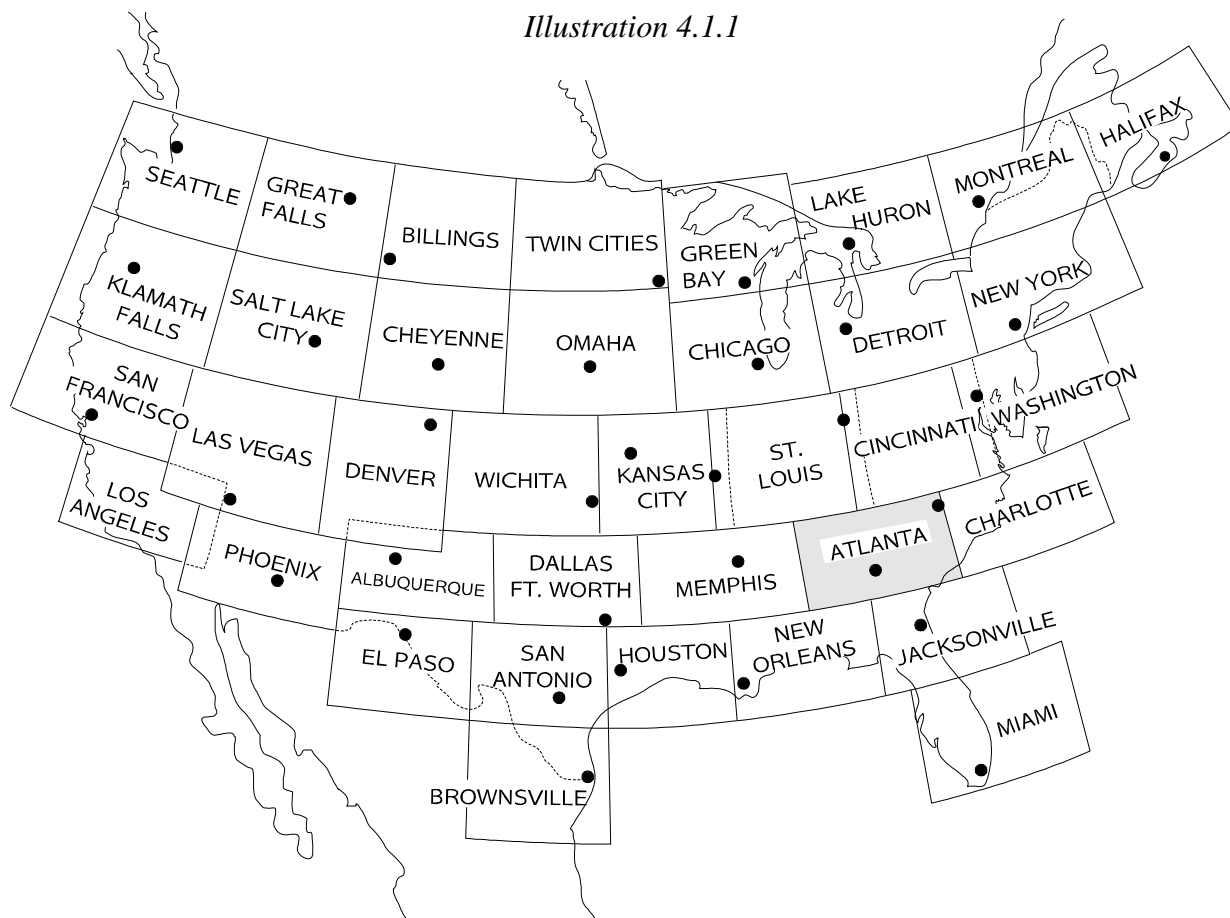 Illustration 4.1.1
SEATTLE
GREAT
FALLS
BILLINGS
TWIN CITIES
GREEN
BAY
LAKE
HURON
MONTREAL
HALIFAX
KLAMATH
FALLS
SALT LAKE
CITY
CHEYENNE
OMAHA
CHICAGO
DETROIT
NEW YORK
SAN
FRANCISCO
LAS VEGAS
DENVER
WICHITA
KANSAS
CITY
ST.
LOUIS
CINCINNATI
WASHINGTON
LOS
ANGELES
PHOENIX
ALBUQUERQUE
DALLAS
FT. WORTH
MEMPHIS
ATLANTA
CHARLOTTE
EL PASO
SAN
ANTONIO
HOUSTON
NEW
ORLEANS
JACKSONVILLE
BROWNSVILLE
MIAMI